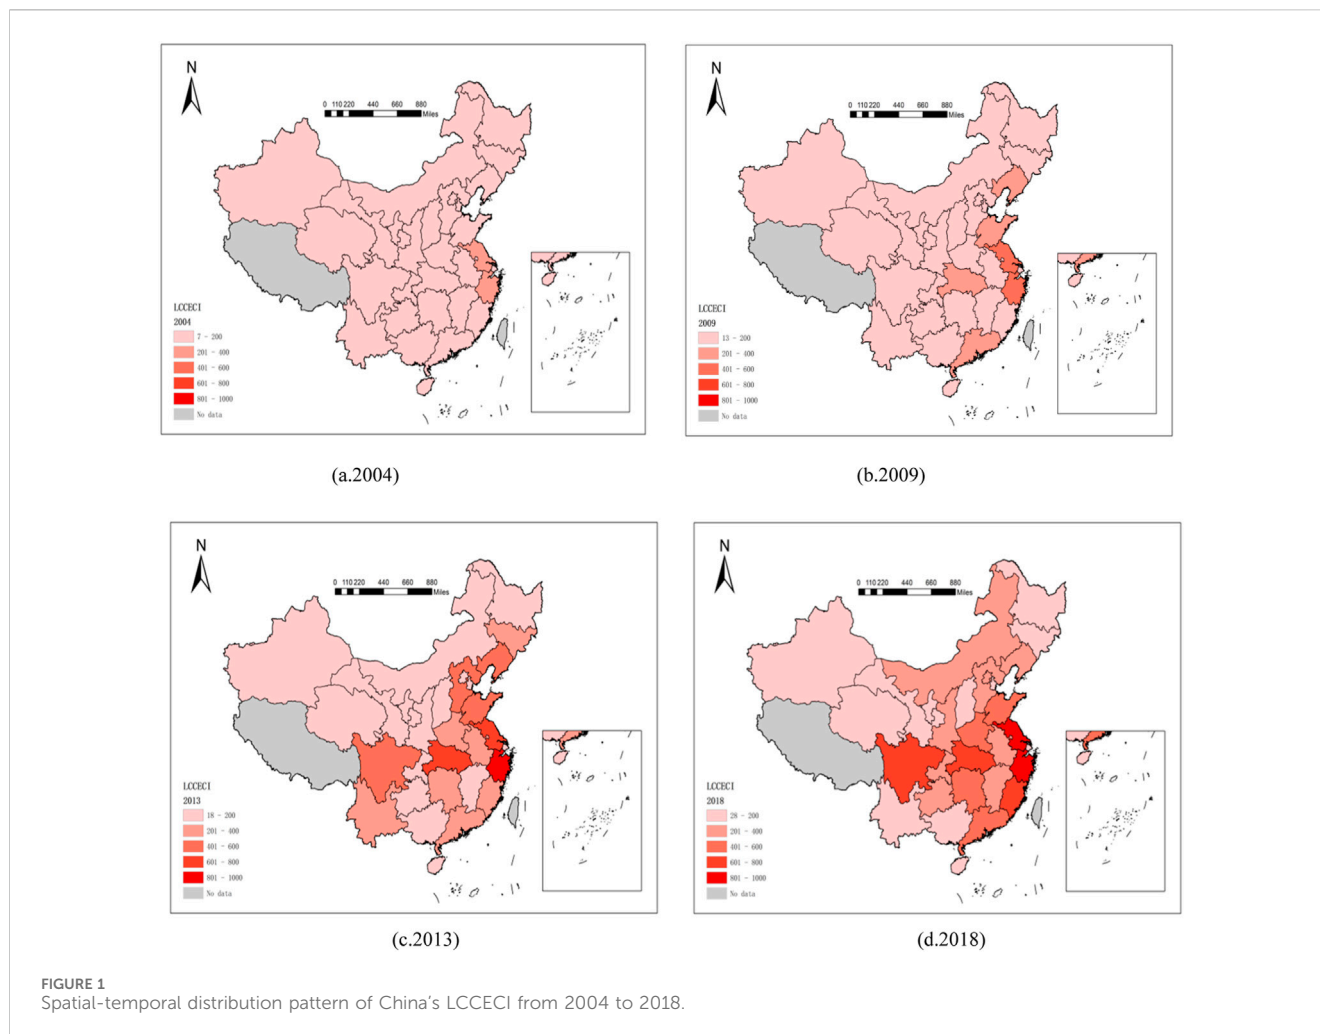 N
0 110 220 440 660 880
Miles
LCCECI
2004
7 - 200
201 - 400
401 - 600
601 - 800
801 - 1000
No data
(a.2004)
N
0 110 220 440 660 880
Miles
LCCECI
2009
13 - 200
201 - 400
401 - 600
601 - 800
801 - 1000
No data
(b.2009)
N
0 110 220 440 660 880
Miles
LCCECI
2013
18 - 200
201 - 400
401 - 600
601 - 800
801 - 1000
No data
(c.2013)
N
0 110 220 440 660 880
Miles
LCCECI
2018
28 - 200
201 - 400
401 - 600
601 - 800
801 - 1000
No data
(d.2018)
FIGURE 1
Spatial-temporal distribution pattern of China's LCCECI from 2004 to 2018.